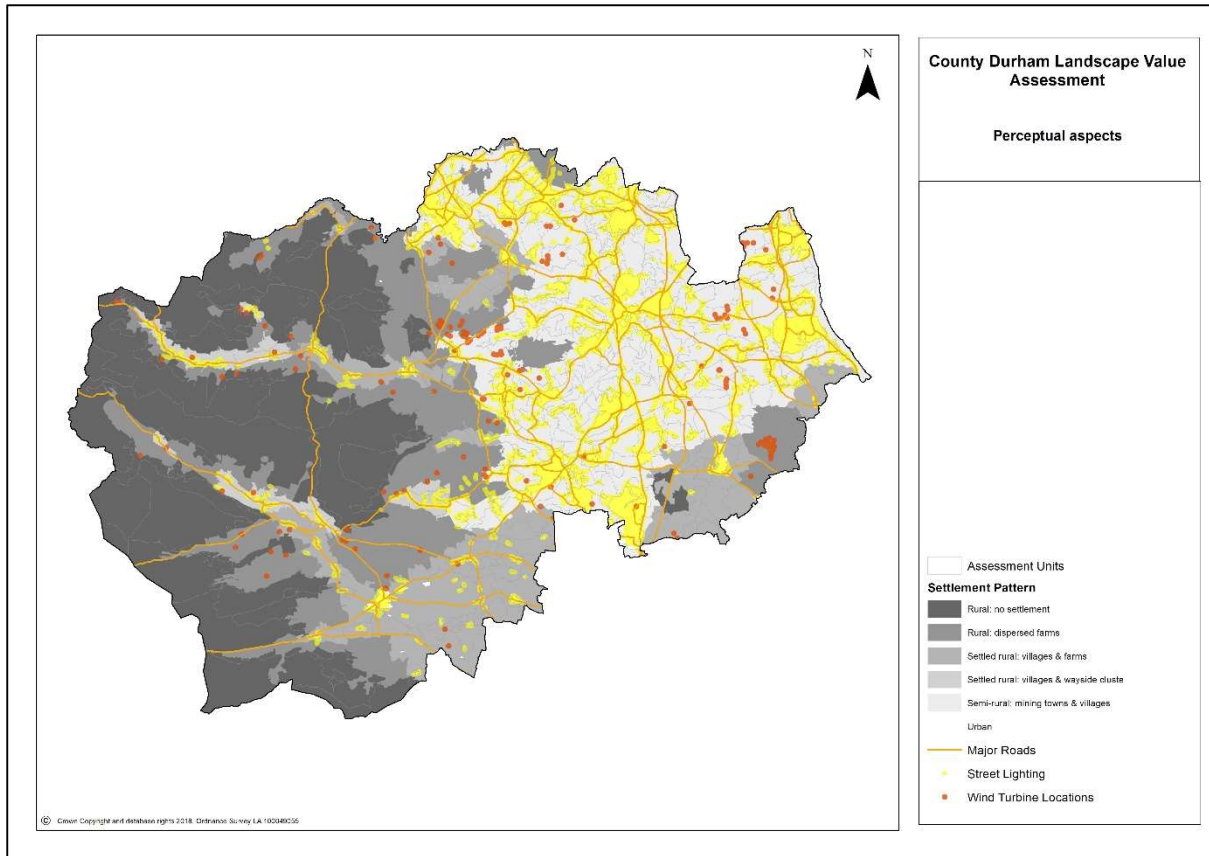 N
County Durham Landscape Value
Assessment
Perceptual aspects
Assessment Units
Settlement Pattern
Rural: no settlement
Rural: dispersed farms
Settled rural: villages & farms
Settled rural: villages & wayside cluste
Semi-rural: mining towns & villages
Urban
Major Roads
Street Lighting
Wind Turbine Locations
© Crown Copyright and database rights 2018. Ordnance Survey LA 100049055